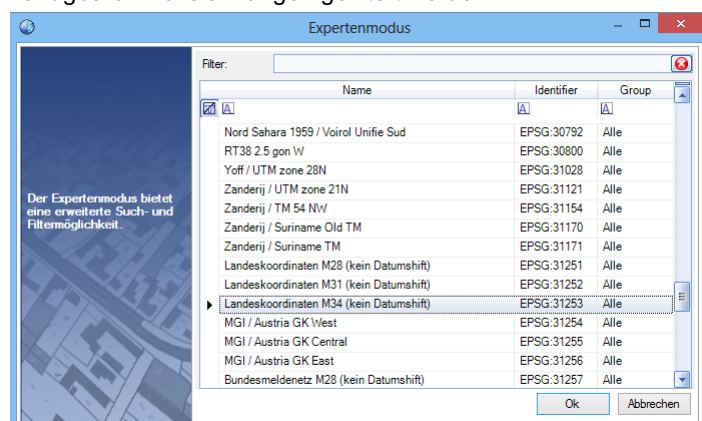 Expertenmodus
Filter:
Name Identifier Group
Nord Sahara 1959 / Voirol Unifie Sud EPSG:30792 Alle
RT38 2.5 gon W EPSG:30800 Alle
Yoff / UTM zone 28N EPSG:31028 Alle
Zanderij / UTM zone 21N EPSG:31121 Alle
Zanderij / TM 54 NW EPSG:31154 Alle
Zanderij / Suriname Old TM EPSG:31170 Alle
Zanderij / Suriname TM EPSG:31171 Alle
Landeskoordinaten M28 (kein Datumshift) EPSG:31251 Alle
Landeskoordinaten M31 (kein Datumshift) EPSG:31252 Alle
Landeskoordinaten M34 (kein Datumshift) EPSG:31253 Alle
MGI / Austria GK West EPSG:31254 Alle
MGI / Austria GK Central EPSG:31255 Alle
MGI / Austria GK East EPSG:31256 Alle
Bundesmeldenetz M28 (kein Datumshift) EPSG:31257 Alle
Der Expertenmodus bietet
eine erweiterte Such- und
Filtermöglichkeit.
Ok Abbrechen